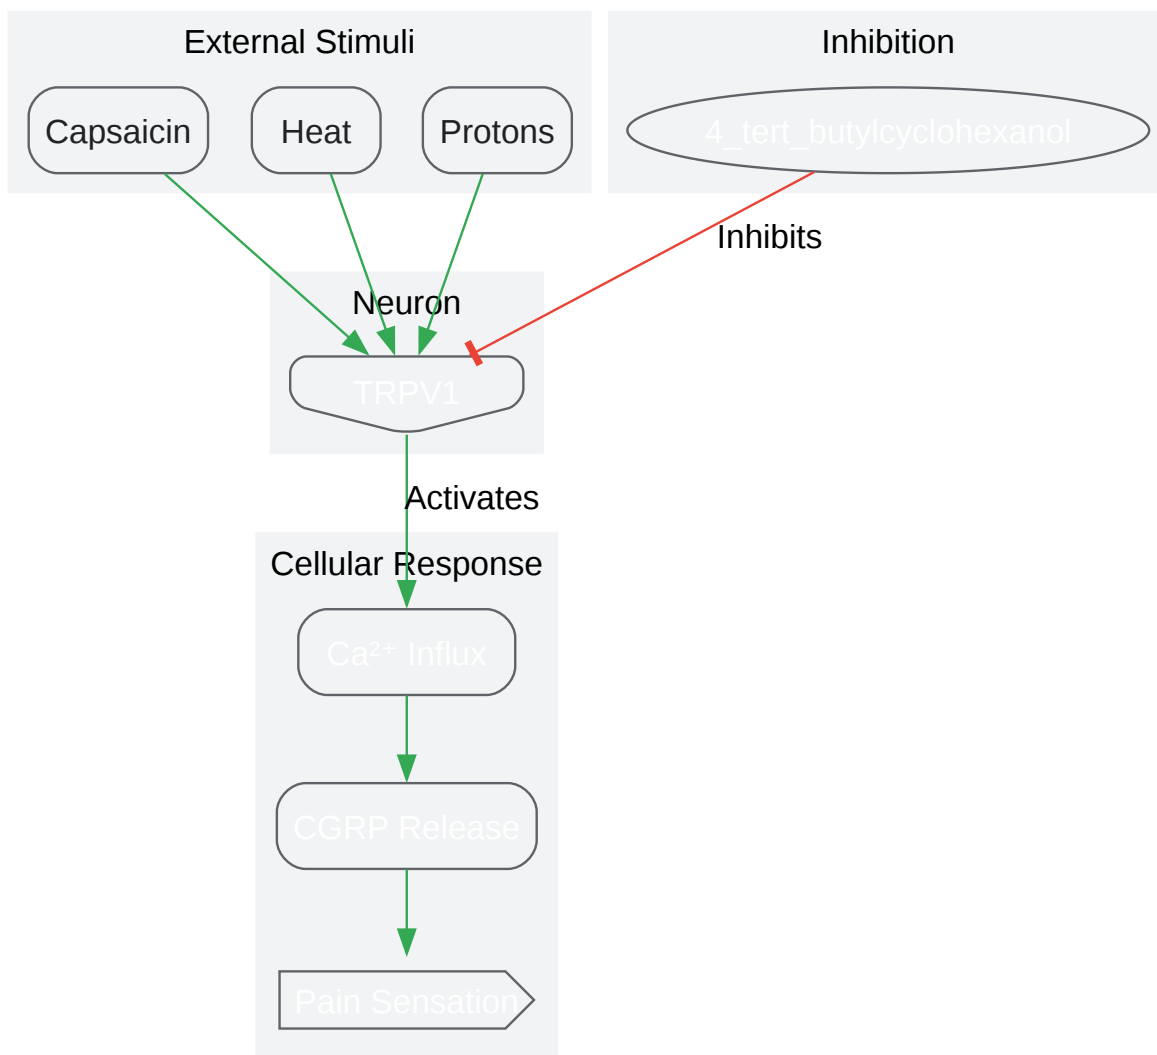 External Stimuli
Inhibition
Capsaicin
Heat
Protons
4_tert_butylcyclohexanol
Inhibits
Neuron
TRPV1
Activates
Cellular Response
Ca²⁺ Influx
CGRP Release
Pain Sensation